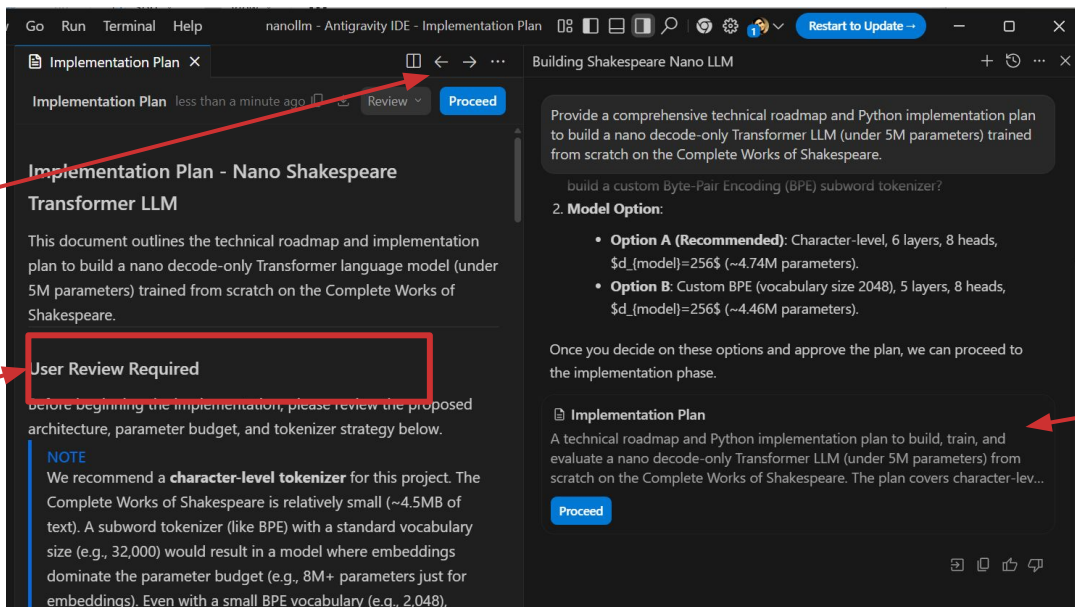 Go Run Terminal Help nanollm - Antigravity IDE - Implementation Plan 1 Restart to Update →
Implementation Plan
Implementation Plan less than a minute ago Review Proceed
Implementation Plan - Nano Shakespeare
Transformer LLM
This document outlines the technical roadmap and implementation
plan to build a nano decode-only Transformer language model (under
5M parameters) trained from scratch on the Complete Works of
Shakespeare.
User Review Required
Before beginning the implementation, please review the proposed
architecture, parameter budget, and tokenizer strategy below.
NOTE
We recommend a character-level tokenizer for this project. The
Complete Works of Shakespeare is relatively small (~4.5MB of
text). A subword tokenizer (like BPE) with a standard vocabulary
size (e.g., 32,000) would result in a model where embeddings
dominate the parameter budget (e.g., 8M+ parameters just for
embeddings). Even with a small BPE vocabulary (e.g., 2,048),
Building Shakespeare Nano LLM
Provide a comprehensive technical roadmap and Python implementation plan
to build a nano decode-only Transformer LLM (under 5M parameters) trained
from scratch on the Complete Works of Shakespeare.
build a custom Byte-Pair Encoding (BPE) subword tokenizer?
2. Model Option:
• Option A (Recommended): Character-level, 6 layers, 8 heads,
$d_{model}=256$ (~4.74M parameters).
• Option B: Custom BPE (vocabulary size 2048), 5 layers, 8 heads,
$d_{model}=256$ (~4.46M parameters).
Once you decide on these options and approve the plan, we can proceed to
the implementation phase.
Implementation Plan
A technical roadmap and Python implementation plan to build, train, and
evaluate a nano decode-only Transformer LLM (under 5M parameters) from
scratch on the Complete Works of Shakespeare. The plan covers character-lev...
Proceed